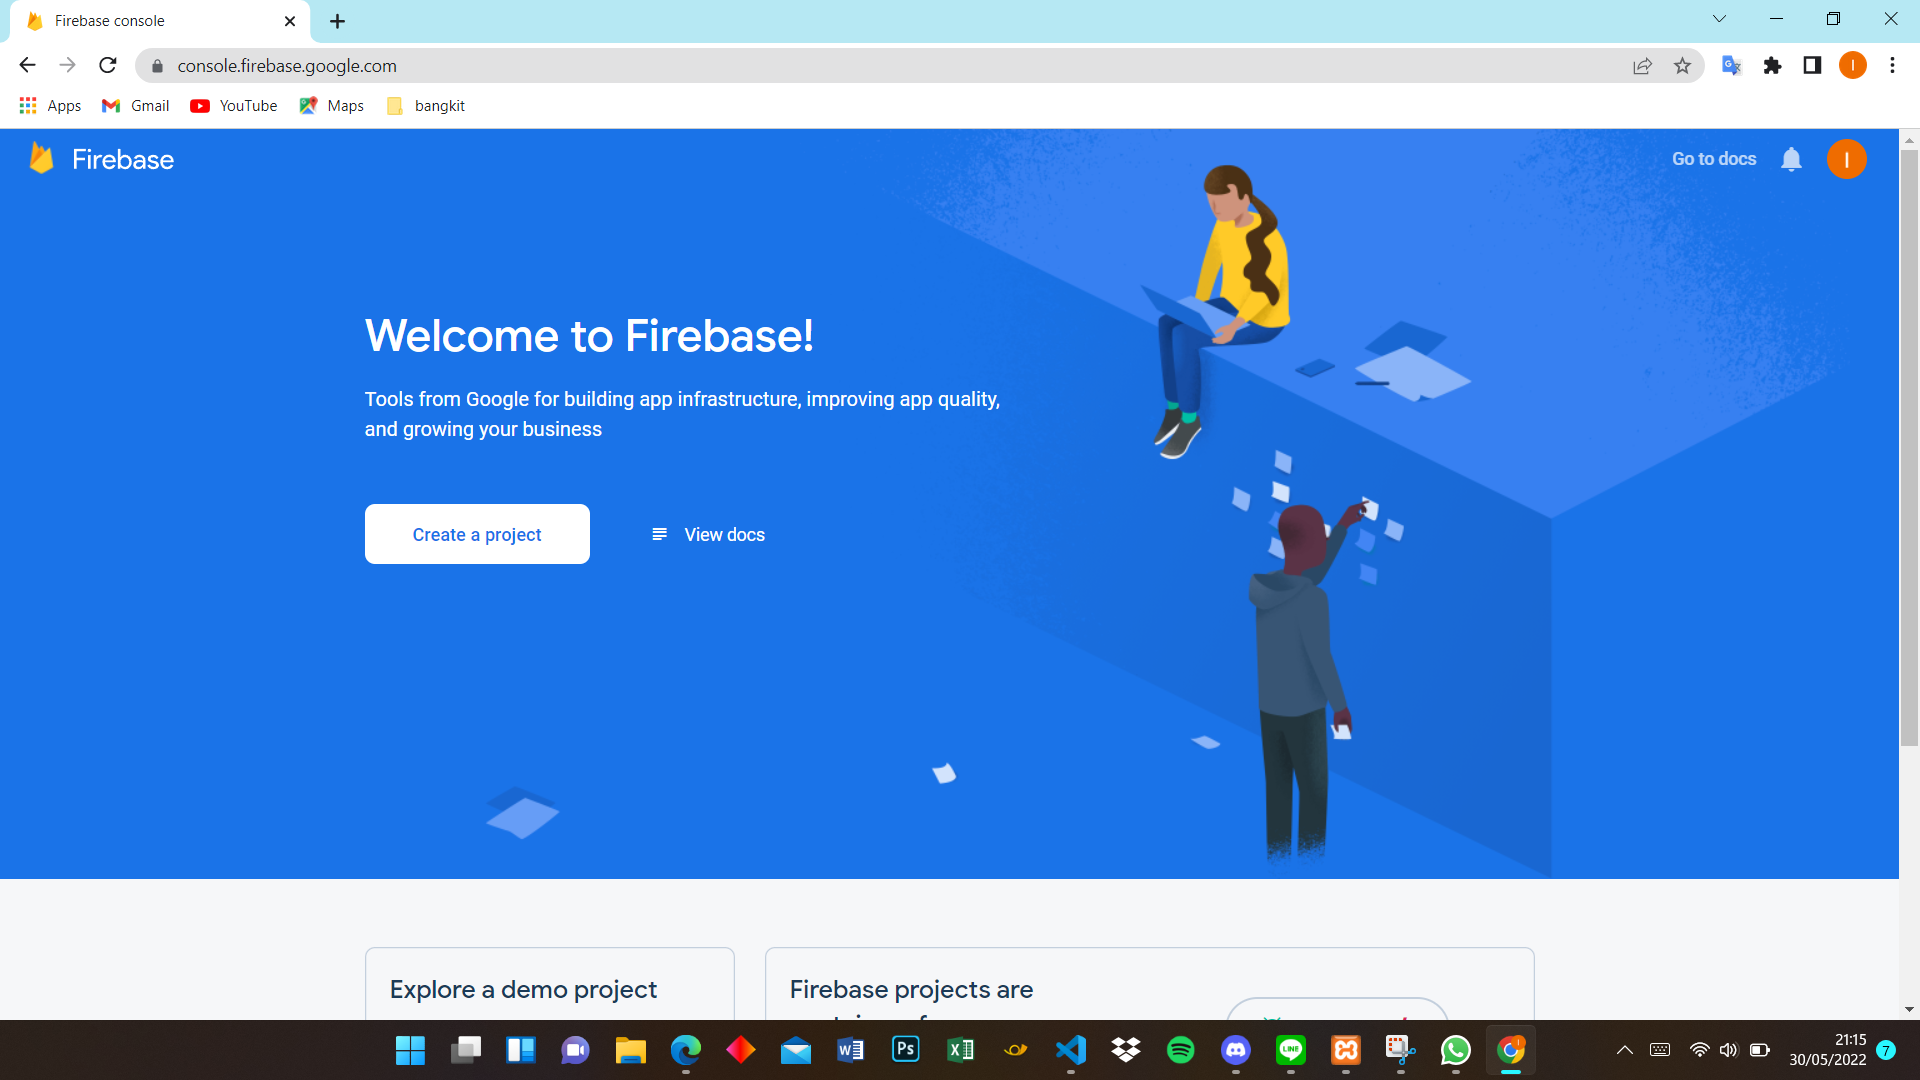 Firebase console
console.firebase.google.com
Apps
Gmail
YouTube
Maps
bangkit
Firebase
Go to docs
I
I
Welcome to Firebase!
Tools from Google for building app infrastructure, improving app quality,
and growing your business
Create a project
View docs
Explore a demo project
Firebase projects are
21:15
30/05/2022
7